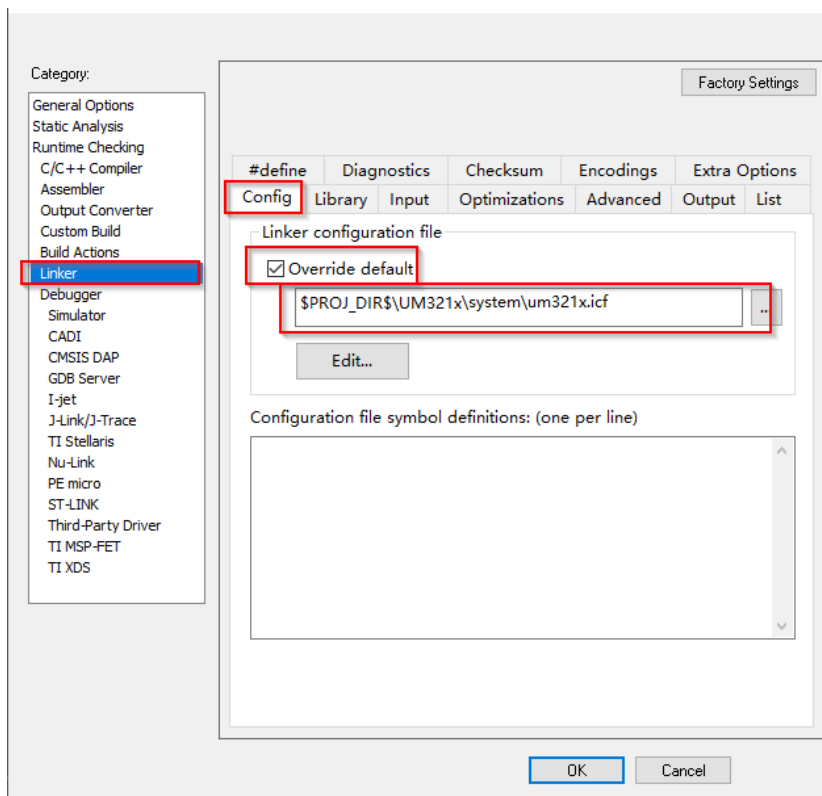 Category:
General Options
Static Analysis
Runtime Checking
C/C++ Compiler
Assembler
Output Converter
Custom Build
Build Actions
Linker
Debugger
Simulator
CADI
CMSIS DAP
GDB Server
I-jet
J-Link/J-Trace
TI Stellaris
Nu-Link
PE micro
ST-LINK
Third-Party Driver
TI MSP-FET
TI XDS
Factory Settings
#define Diagnostics Checksum Encodings Extra Options
Config Library Input Optimizations Advanced Output List
Linker configuration file
Override default
$PROJ_DIR$\UM321x\system\um321x.icf
...
Edit...
Configuration file symbol definitions: (one per line)
OK Cancel